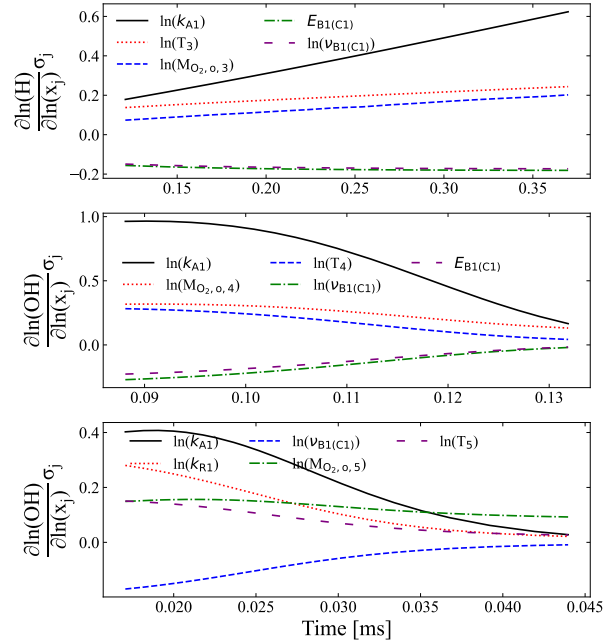 ln(k_A1) E_B1(C1)
ln(T_3) ln(ν_B1(C1))
ln(M_O_2,o,3)
∂ln(H)/∂ln(x_j) σ_j
0.6
0.4
0.2
0.0
−0.2
0.15 0.20 0.25 0.30 0.35
ln(k_A1) ln(T_4) E_B1(C1)
ln(M_O_2,o,4) ln(ν_B1(C1))
∂ln(OH)/∂ln(x_j) σ_j
1.0
0.5
0.0
0.09 0.10 0.11 0.12 0.13
ln(k_A1) ln(ν_B1(C1)) ln(T_5)
ln(k_R1) ln(M_O_2,o,5)
∂ln(OH)/∂ln(x_j) σ_j
0.4
0.2
0.0
0.020 0.025 0.030 0.035 0.040 0.045
Time [ms]